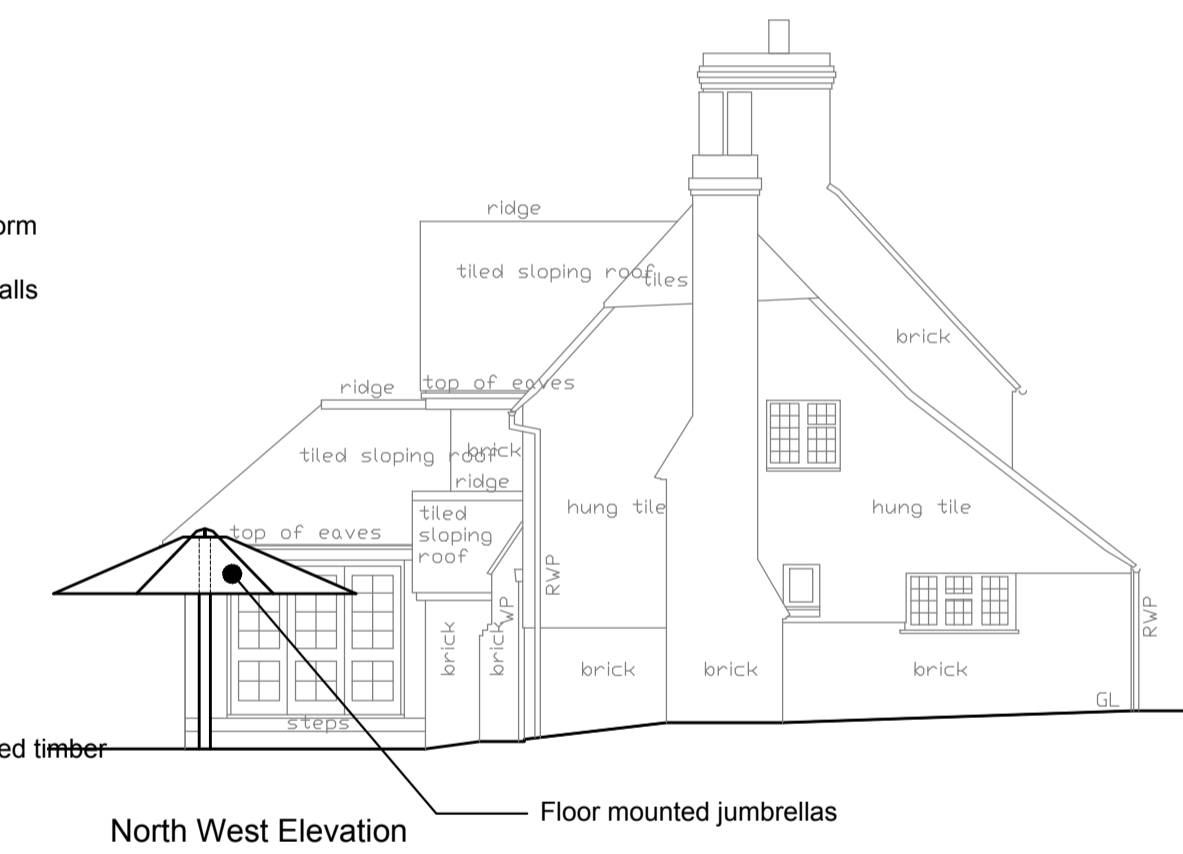 orm
ridge
tiled sloping roof
tiles
alls
brick
ridge
top of eaves
tiled sloping roof
brick
ridge
hung tile
hung tile
tiled
sloping
roof
top of eaves
RWP
WP
RWP
brick
brick
brick
brick
brick
GL
steps
ed timber
Floor mounted jumbrellas
North West Elevation